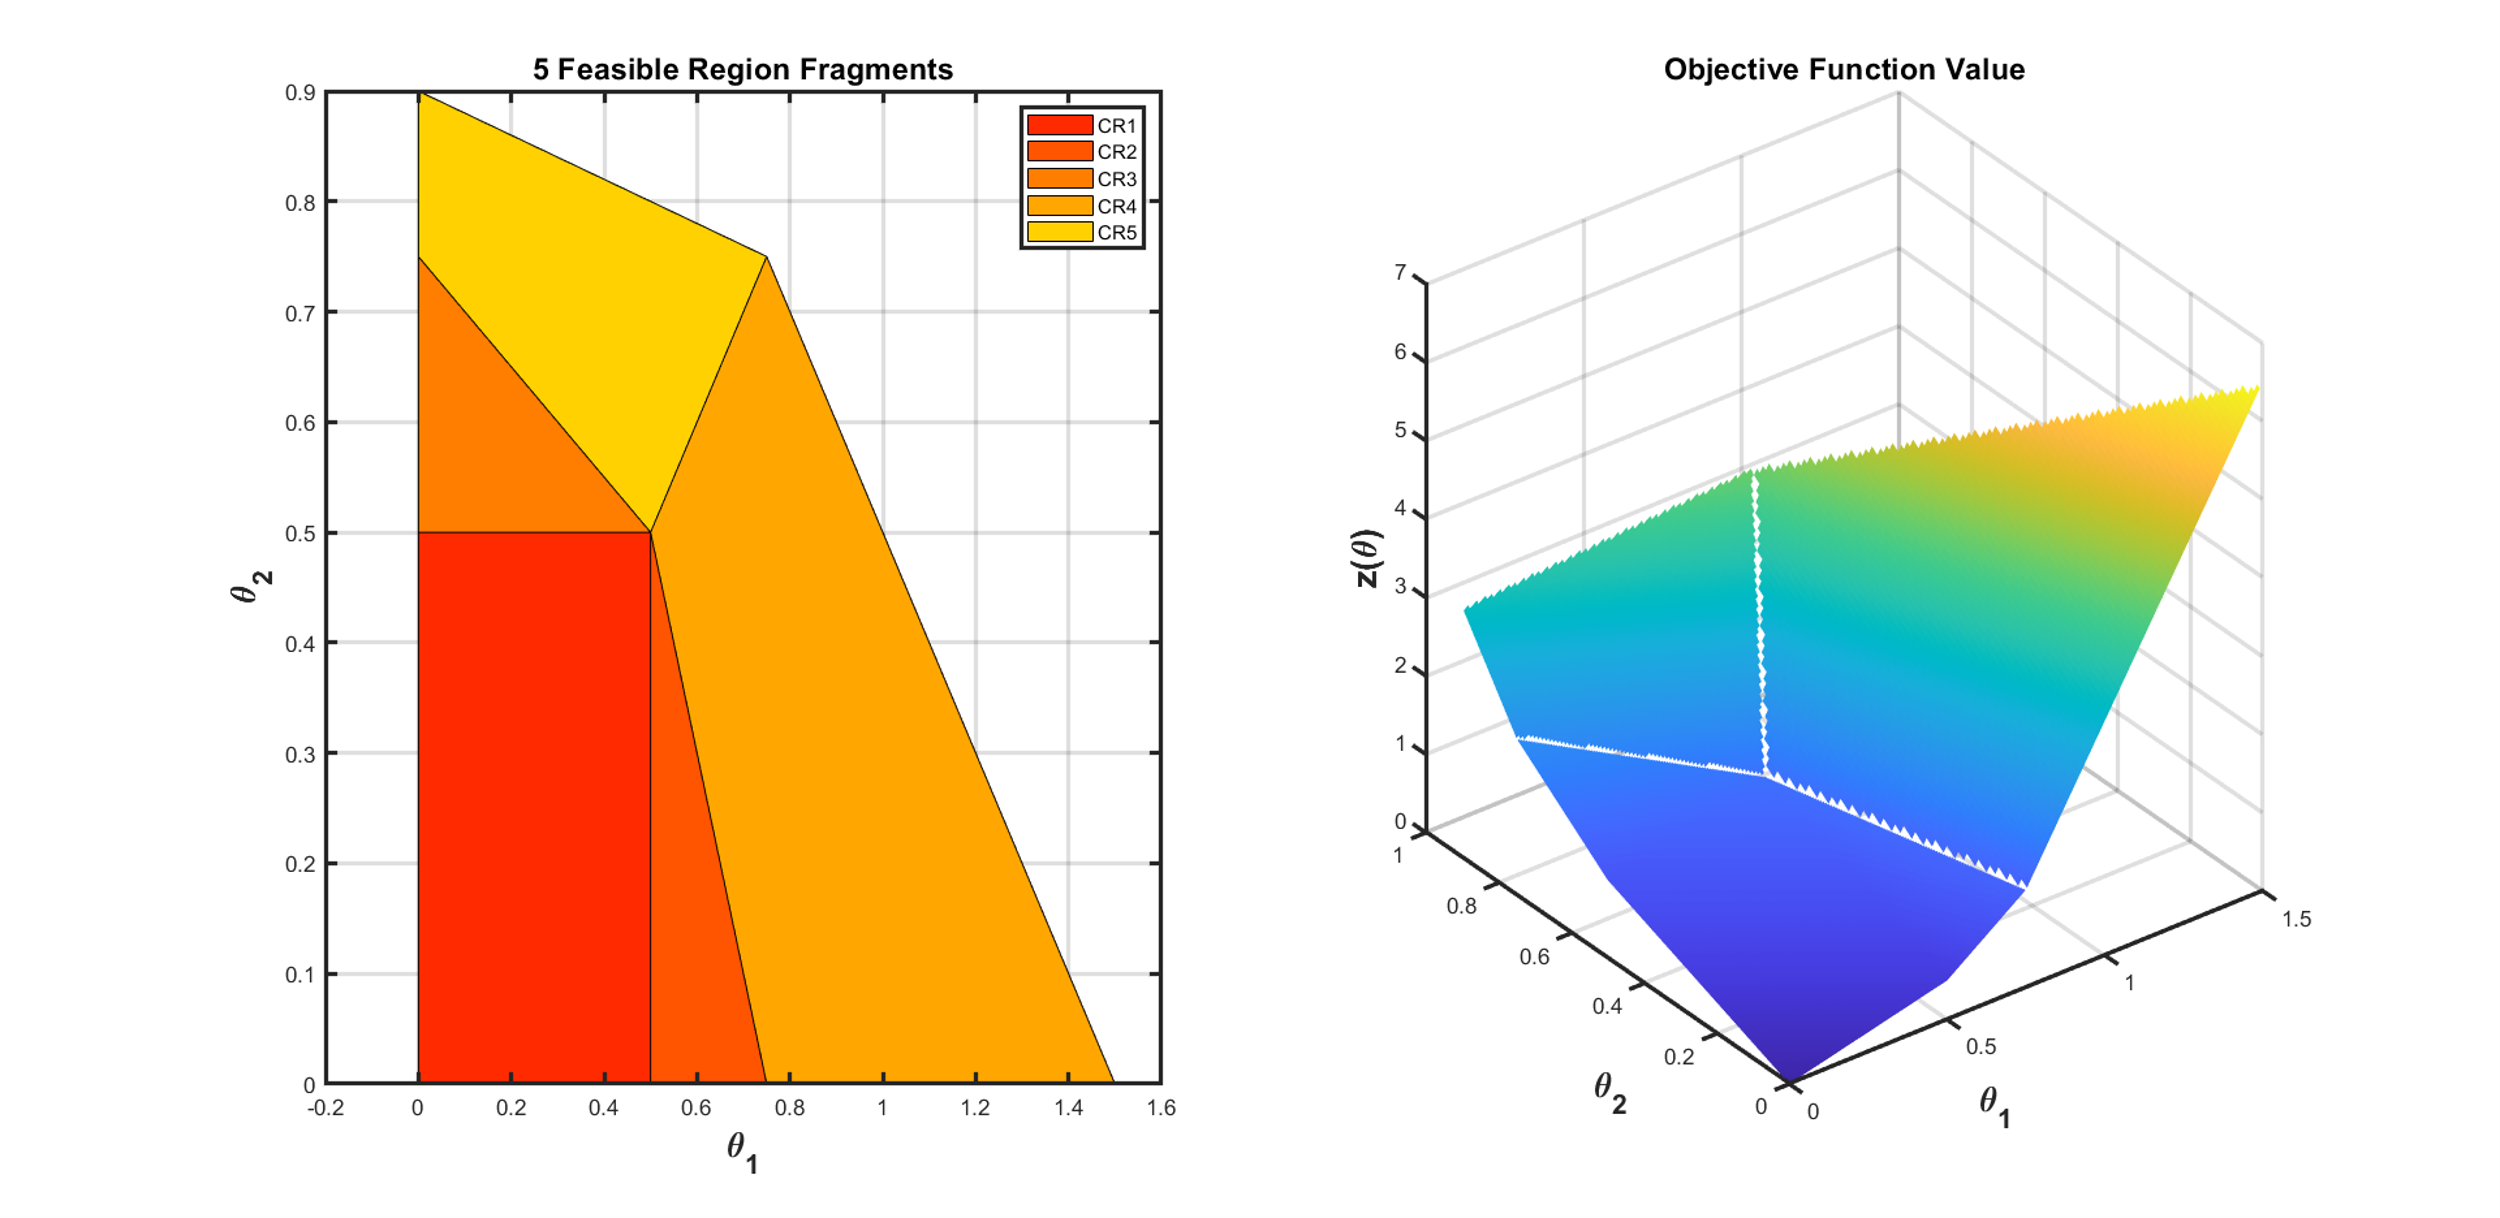 5 Feasible Region Fragments
0.9
0.8
0.7
0.6
0.5
0.4
0.3
0.2
0.1
0
-0.2 0 0.2 0.4 0.6 0.8 1 1.2 1.4 1.6
θ2
θ1
CR1
CR2
CR3
CR4
CR5
Objective Function Value
7
6
5
4
3
2
1
0
z(θ)
1
0.8
0.6
0.4
0.2
0
θ2
0
0.5
1
1.5
θ1